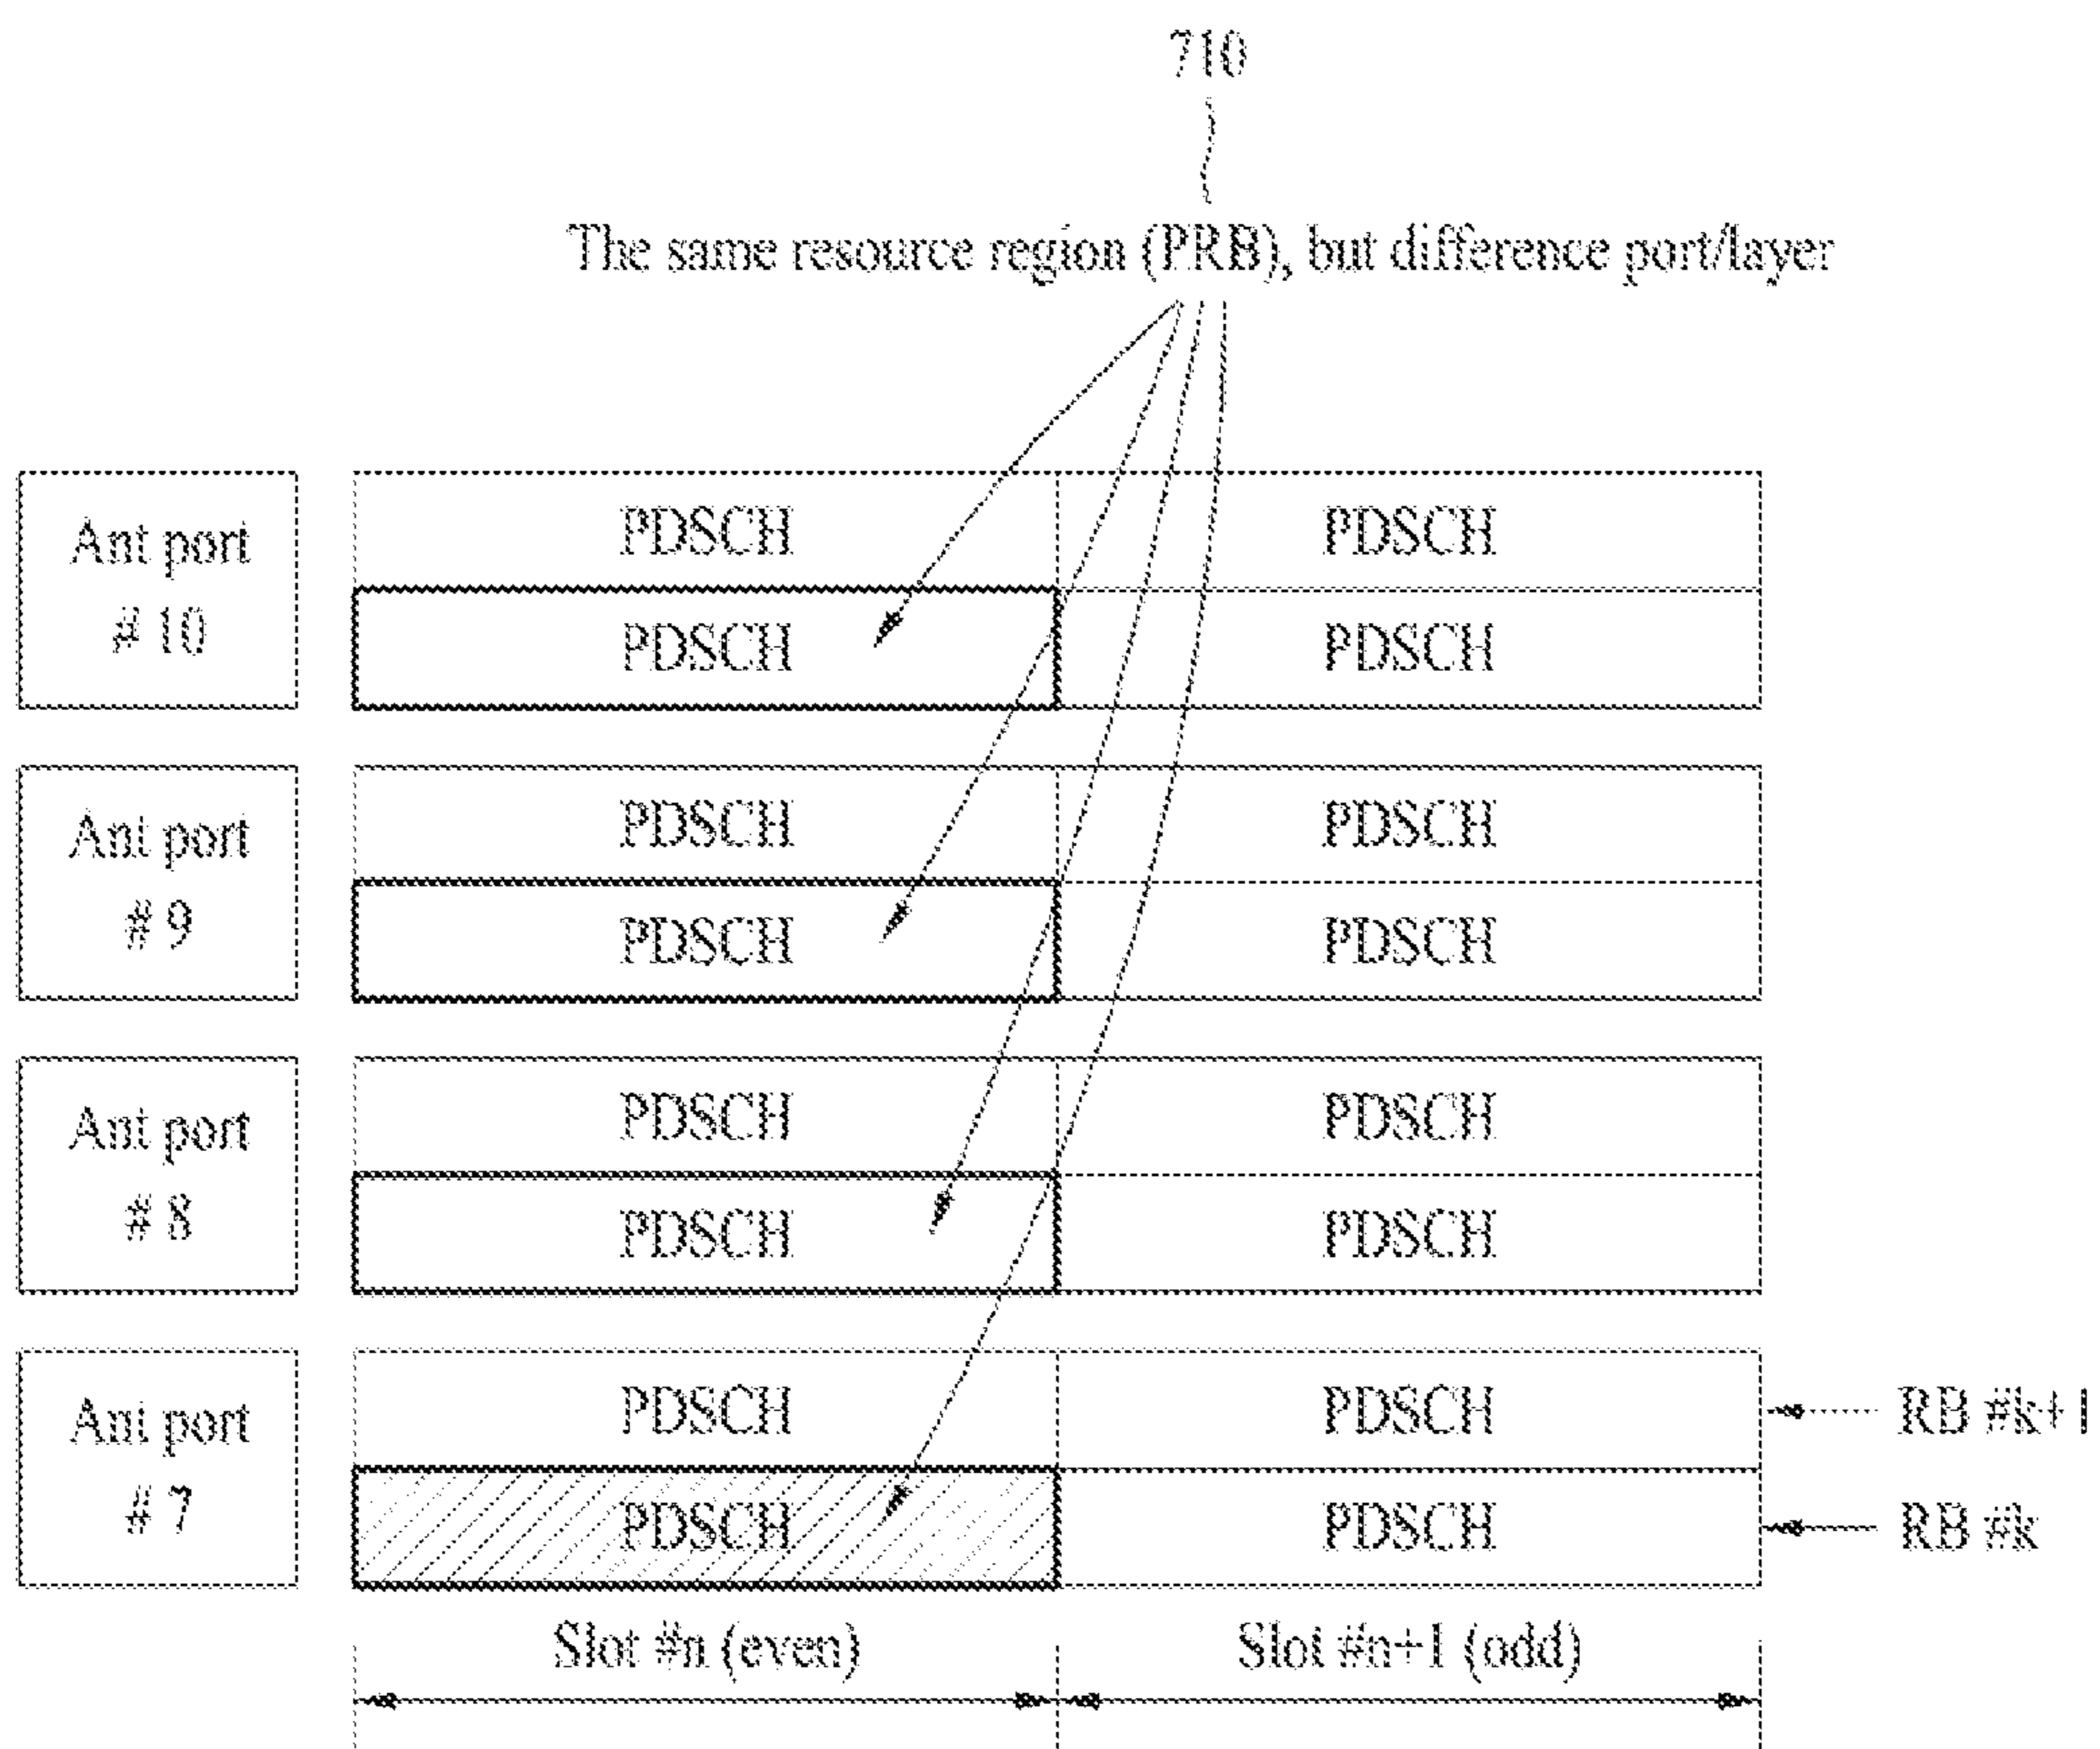 710
The same resource region (PRB), but difference port/layer
Ant port
# 10
PDSCH
PDSCH
PDSCH
PDSCH
Ant port
# 9
PDSCH
PDSCH
PDSCH
PDSCH
Ant port
# 8
PDSCH
PDSCH
PDSCH
PDSCH
Ant port
# 7
PDSCH
PDSCH
RB #k+1
PDSCH
PDSCH
RB #k
Slot #n (even)
Slot #n+1 (odd)